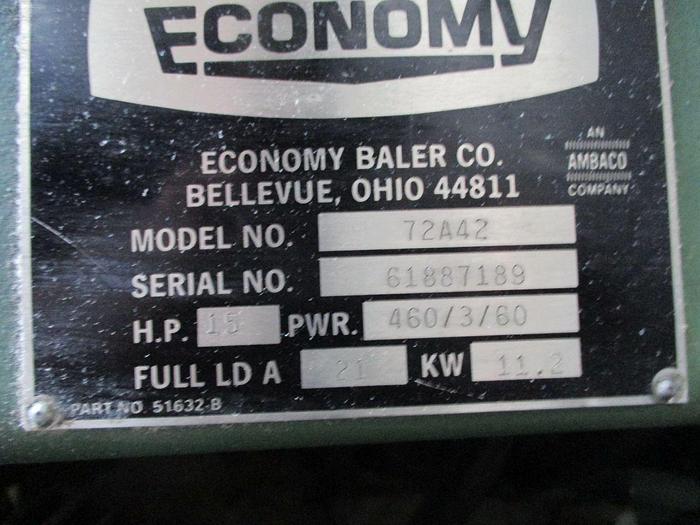 ECONOMY
ECONOMY BALER CO.
BELLEVUE, OHIO 44811
AN
AMBACO
COMPANY
MODEL NO. 72A42
SERIAL NO. 61887189
H.P. 15 PWR. 460/3/60
FULL LD A 21 KW 11.2
PART NO. 51632-B